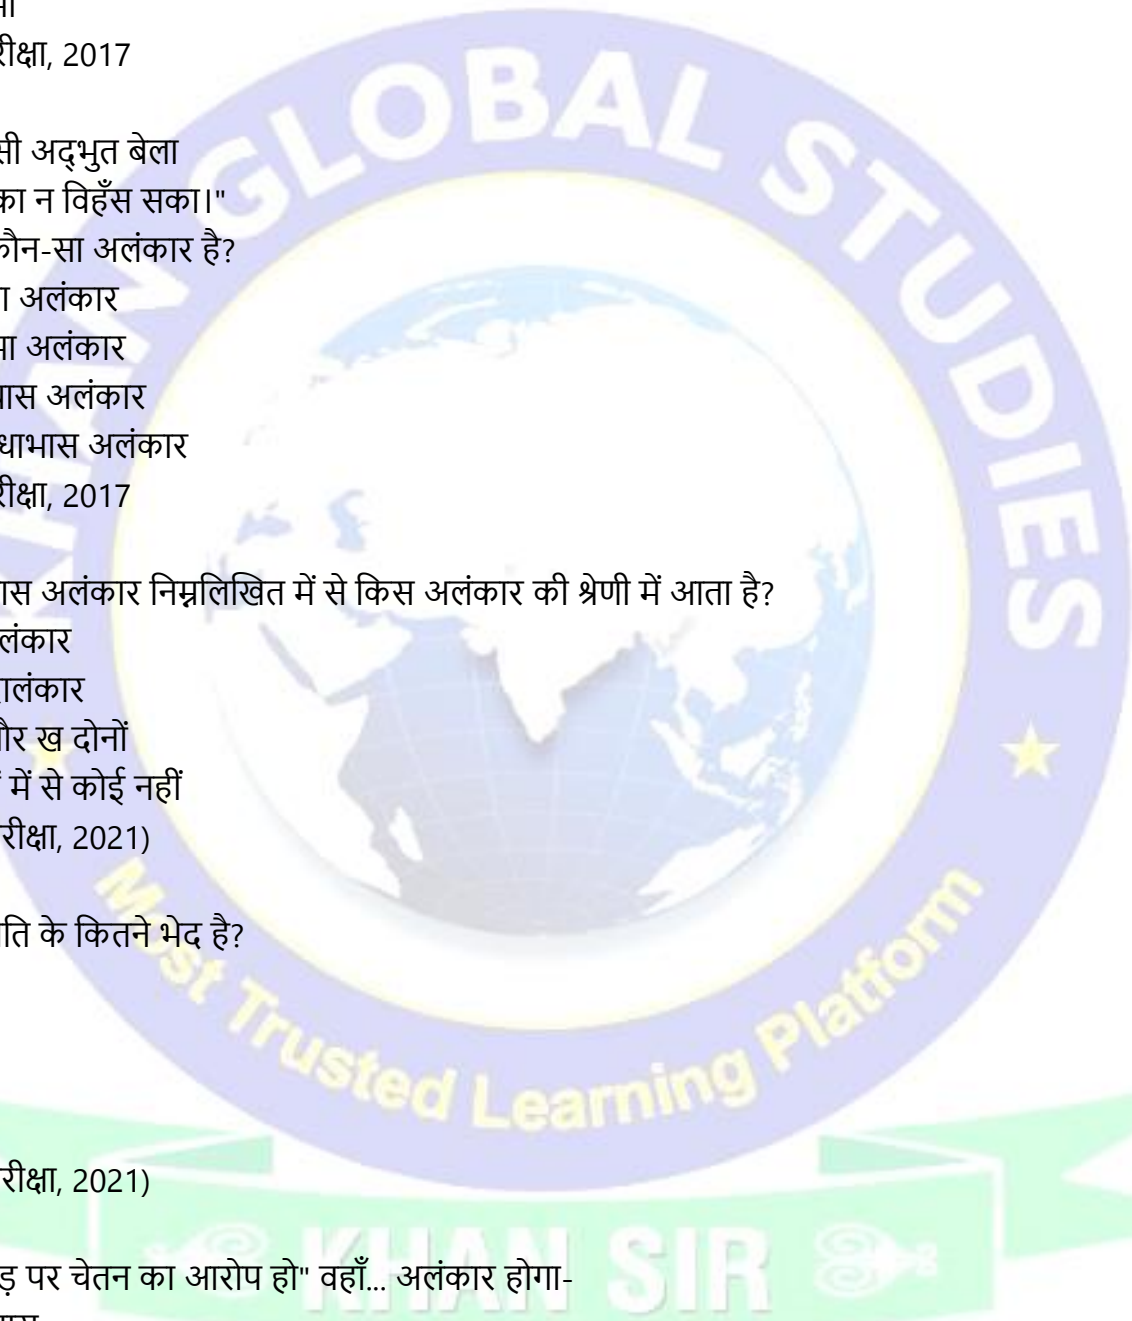 रीक्षा, 2017
सी अद्भुत बेला
का न विहँस सका।"
कौन-सा अलंकार है?
ा अलंकार
मा अलंकार
ास अलंकार
धाभास अलंकार
रीक्षा, 2017
ास अलंकार निम्नलिखित में से किस अलंकार की श्रेणी में आता है?
लंकार
ालंकार
और ख दोनों
में से कोई नहीं
रीक्षा, 2021)
ति के कितने भेद है?
रीक्षा, 2021)
ड़ पर चेतन का आरोप हो" वहाँ... अलंकार होगा-
KHAN GLOBAL STUDIES
Most Trusted Learning Platform
KHAN SIR